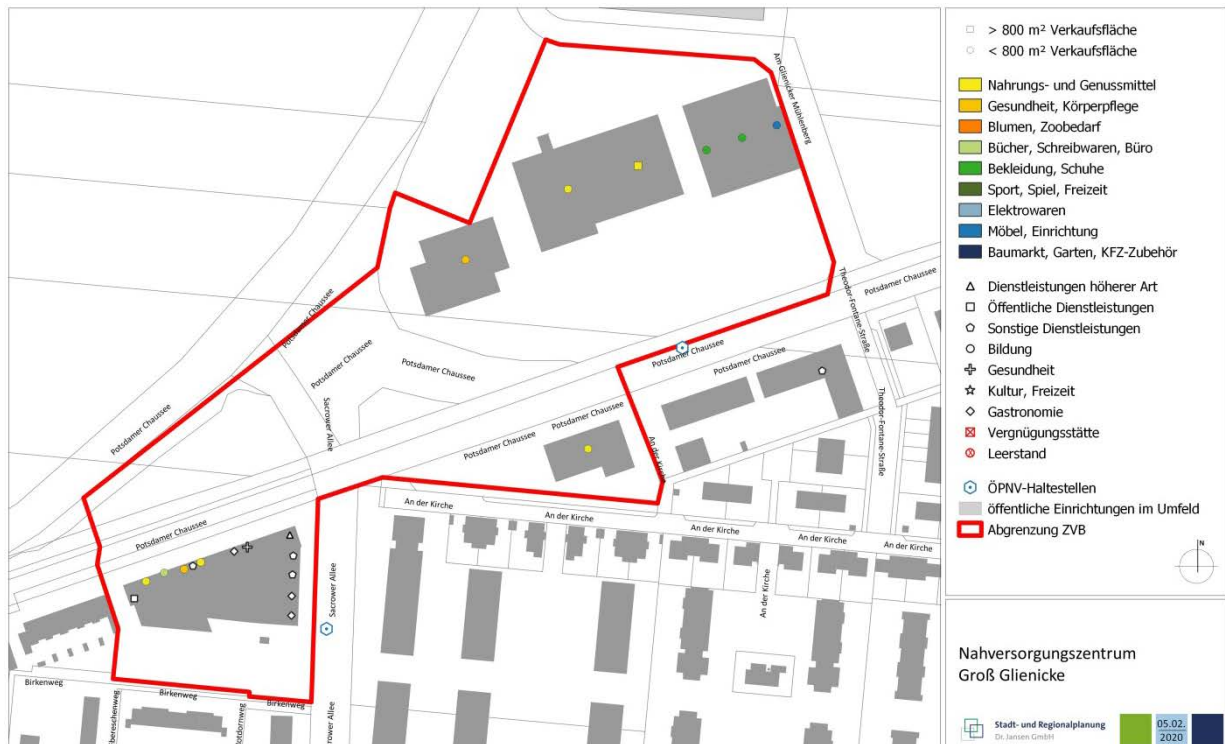 Am Glienicker Mühlenberg
Potsdamer Chaussee
Theodor-Fontane-Straße
Potsdamer Chaussee
Potsdamer Chaussee
Potsdamer Chaussee
Potsdamer Chaussee
Potsdamer Chaussee
Potsdamer Chaussee
Potsdamer Chaussee
Sacrower Allee
Potsdamer Chaussee
Potsdamer Chaussee
Theodor-Fontane-Straße
An der Kirche
An der Kirche
An der Kirche
An der Kirche
An der Kirche
An der Kirche
An der Kirche
Potsdamer Chaussee
Sacrower Allee
Birkenweg
Birkenweg
Birkenweg
> 800 m² Verkaufsfläche
< 800 m² Verkaufsfläche
Nahrungs- und Genussmittel
Gesundheit, Körperpflege
Blumen, Zoobedarf
Bücher, Schreibwaren, Büro
Bekleidung, Schuhe
Sport, Spiel, Freizeit
Elektrowaren
Möbel, Einrichtung
Baumarkt, Garten, KFZ-Zubehör
Dienstleistungen höherer Art
Öffentliche Dienstleistungen
Sonstige Dienstleistungen
Bildung
Gesundheit
Kultur, Freizeit
Gastronomie
Vergnügungsstätte
Leerstand
ÖPNV-Haltestellen
öffentliche Einrichtungen im Umfeld
Abgrenzung ZVB
N
Nahversorgungszentrum
Groß Glienicke
Stadt- und Regionalplanung
Dr. Jansen GmbH
05.02.
2020